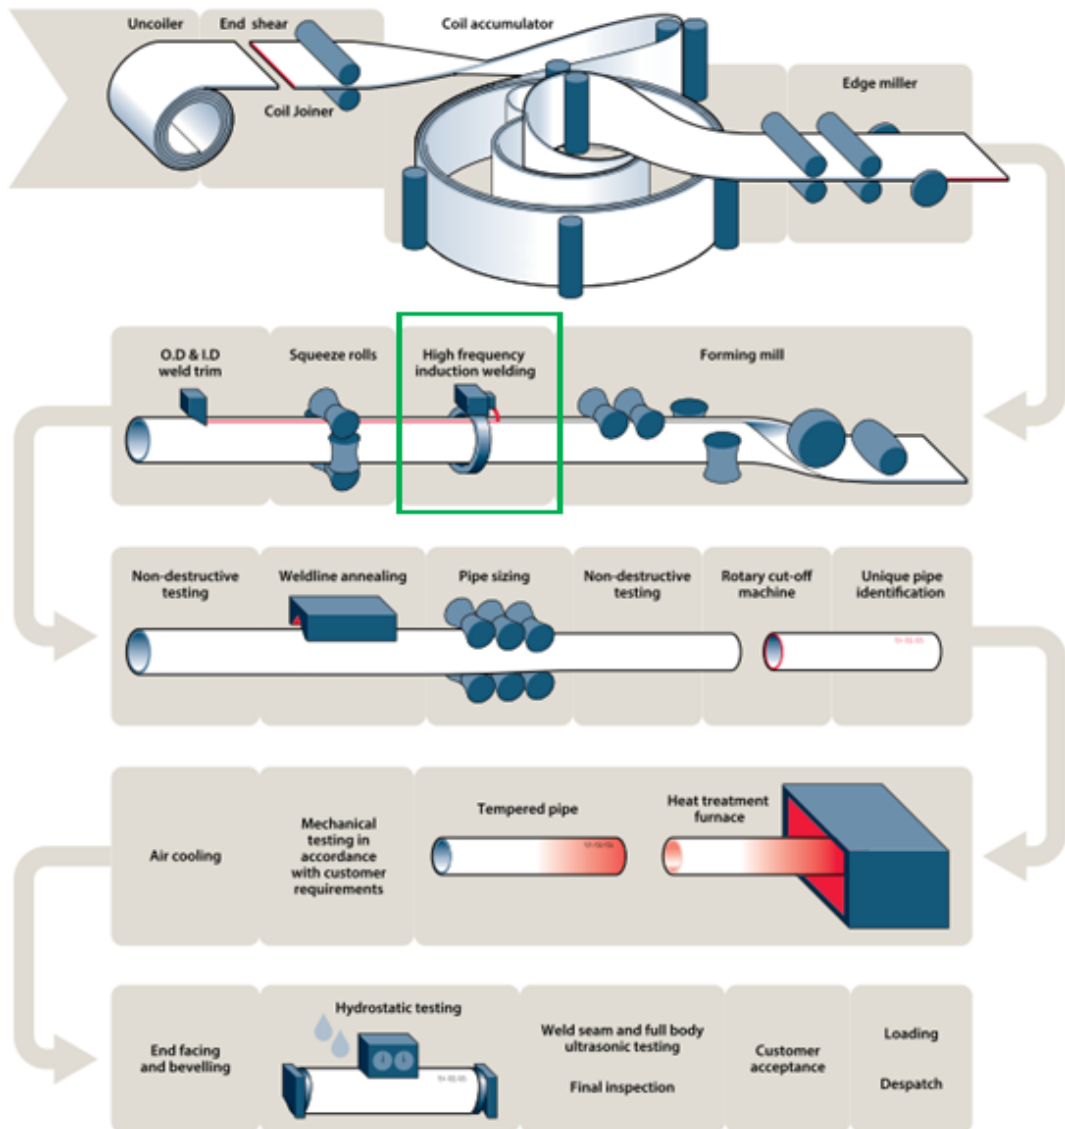 Uncoiler
End shear
Coil accumulator
Coil Joiner
Edge miller
O.D & I.D
weld trim
Squeeze rolls
High frequency
induction welding
Forming mill
Non-destructive
testing
Weldline annealing
Pipe sizing
Non-destructive
testing
Rotary cut-off
machine
Unique pipe
identification
Air cooling
Mechanical
testing in
accordance
with customer
requirements
Tempered pipe
Heat treatment
furnace
End facing
and bevelling
Hydrostatic testing
Weld seam and full body
ultrasonic testing
Final inspection
Customer
acceptance
Loading
Despatch